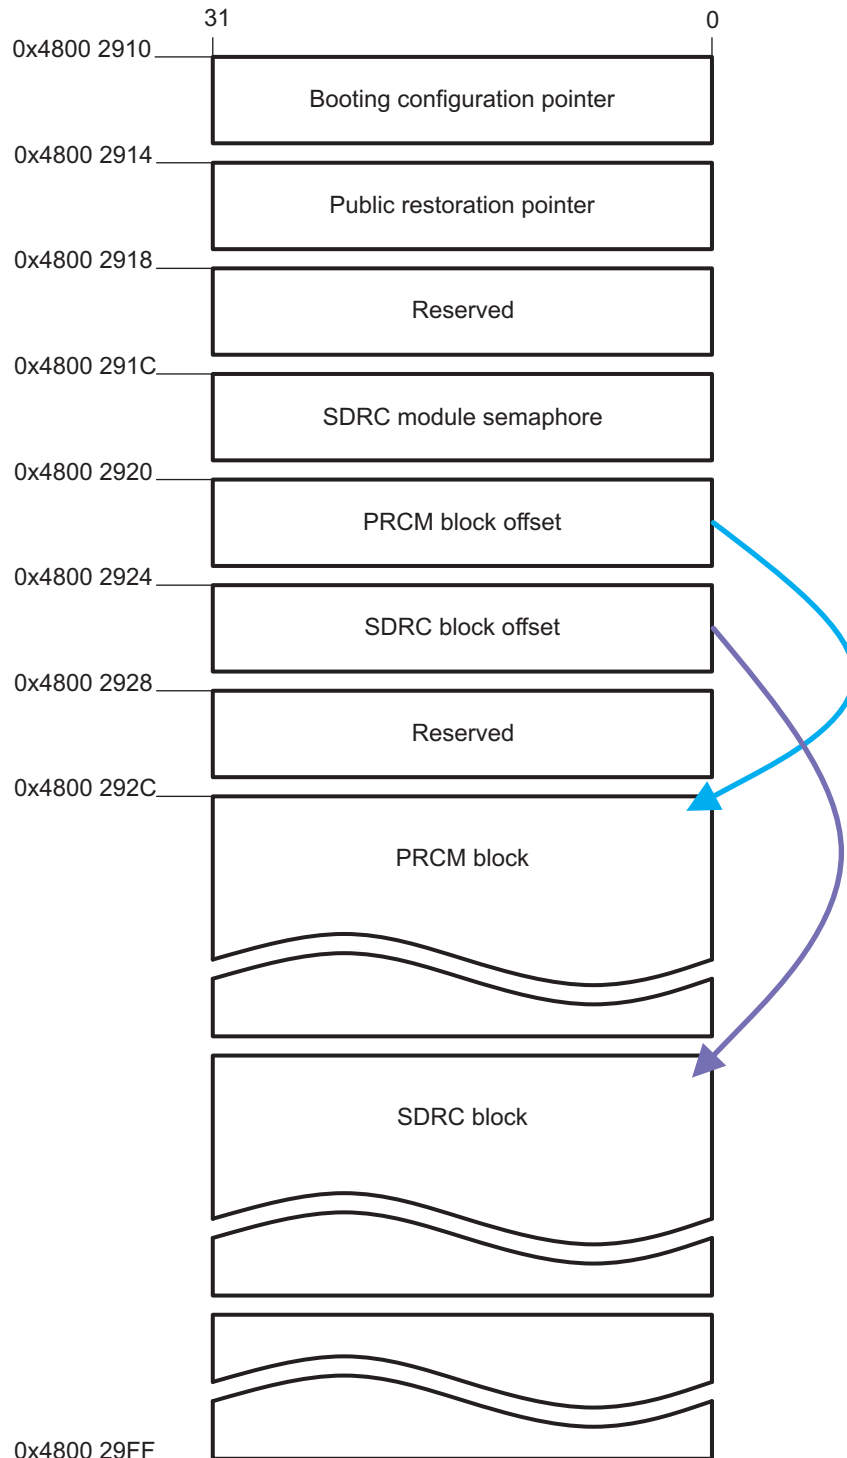 31 0
0x4800 2910
Booting configuration pointer
0x4800 2914
Public restoration pointer
0x4800 2918
Reserved
0x4800 291C
SDRC module semaphore
0x4800 2920
PRCM block offset
0x4800 2924
SDRC block offset
0x4800 2928
Reserved
0x4800 292C
PRCM block
SDRC block
0x4800 29FF